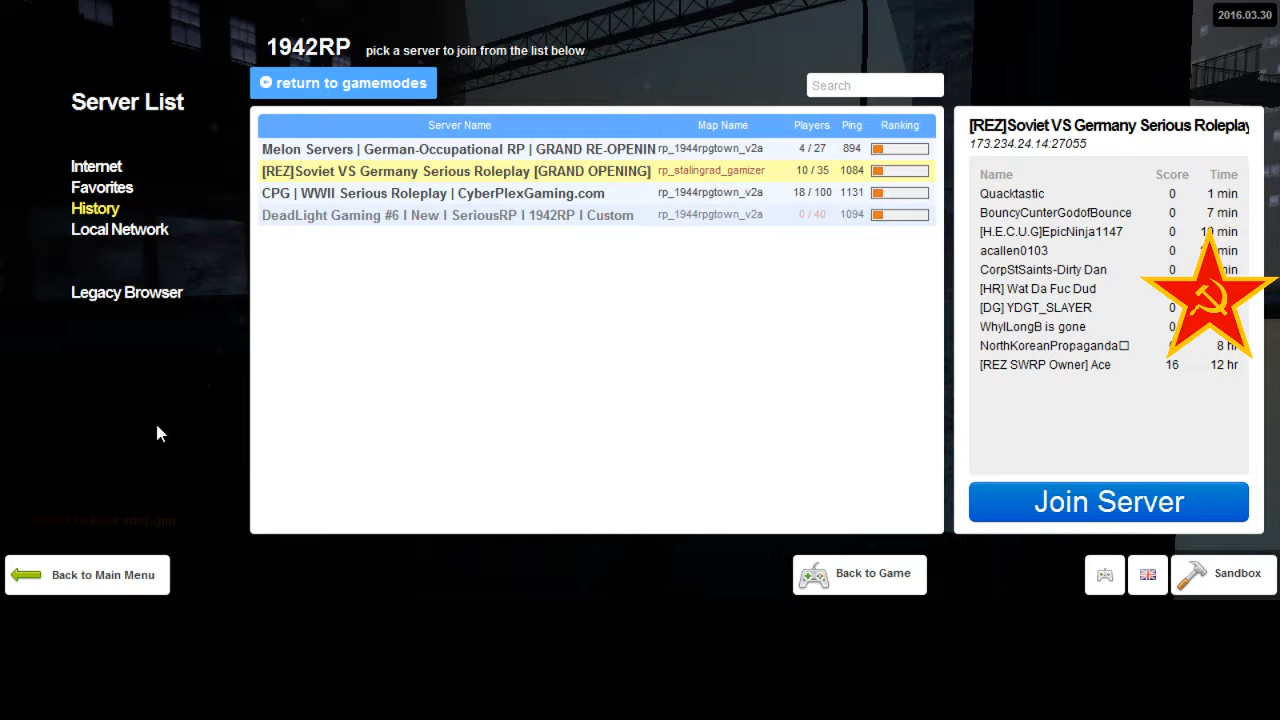 2016.03.30
1942RP pick a server to join from the list below
return to gamemodes
Search
Server List
Internet
Favorites
History
Local Network
Legacy Browser
Server Name Map Name Players Ping Ranking
Melon Servers | German-Occupational RP | GRAND RE-OPENIN rp_1944rpgtown_v2a 4 / 27 894
[REZ]Soviet VS Germany Serious Roleplay [GRAND OPENING] rp_stalingrad_gamizer 10 / 35 1084
CPG | WWII Serious Roleplay | CyberPlexGaming.com rp_1944rpgtown_v2a 18 / 100 1131
DeadLight Gaming #6 I New I SeriousRP I 1942RP I Custom rp_1944rpgtown_v2a 0 / 40 1094
[REZ]Soviet VS Germany Serious Roleplay
173.234.24.14:27055
Name Score Time
Quacktastic 0 1 min
BouncyCunterGodofBounce 0 7 min
[H.E.C.U.G]EpicNinja1147 0 min
acallen0103 0 min
CorpStSaints-Dirty Dan 0 min
[HR] Wat Da Fuc Dud 0
[DG] YDGT_SLAYER 0
WhyILongB is gone 0
NorthKoreanPropaganda□ 8 hr
[REZ SWRP Owner] Ace 16 12 hr
Join Server
Back to Main Menu
Back to Game
Sandbox